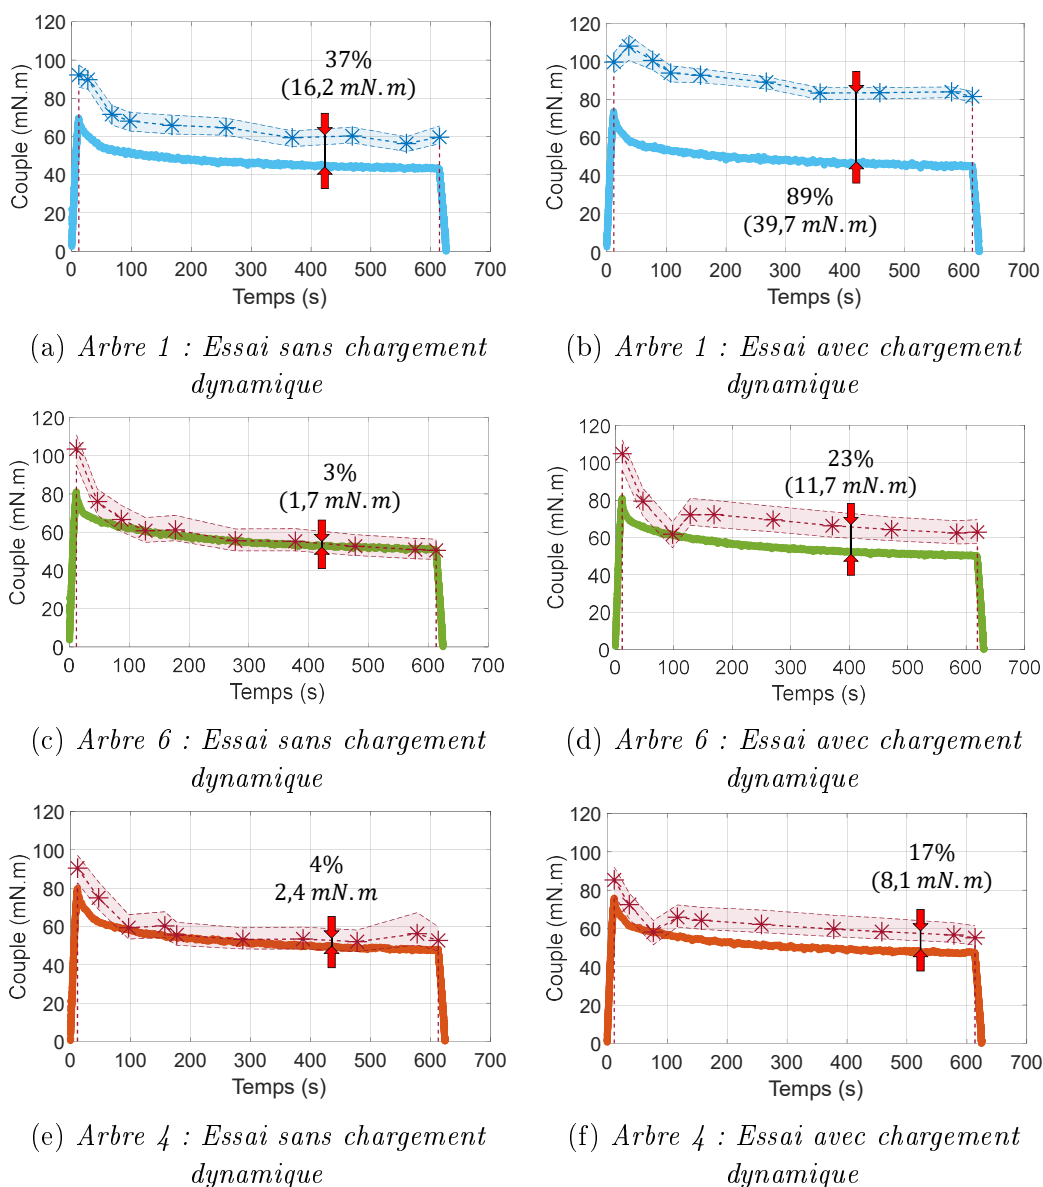 120
100
80
60
40
20
0
Couple (mN.m)
37%
(16,2 mN.m)
0 100 200 300 400 500 600 700
Temps (s)
(a) Arbre 1 : Essai sans chargement
dynamique
120
100
80
60
40
20
0
Couple (mN.m)
89%
(39,7 mN.m)
0 100 200 300 400 500 600 700
Temps (s)
(b) Arbre 1 : Essai avec chargement
dynamique
120
100
80
60
40
20
0
Couple (mN.m)
3%
(1,7 mN.m)
0 100 200 300 400 500 600 700
Temps (s)
(c) Arbre 6 : Essai sans chargement
dynamique
120
100
80
60
40
20
0
Couple (mN.m)
23%
(11,7 mN.m)
0 100 200 300 400 500 600 700
Temps (s)
(d) Arbre 6 : Essai avec chargement
dynamique
120
100
80
60
40
20
0
Couple (mN.m)
4%
2,4 mN.m
0 100 200 300 400 500 600 700
Temps (s)
(e) Arbre 4 : Essai sans chargement
dynamique
120
100
80
60
40
20
0
Couple (mN.m)
17%
(8,1 mN.m)
0 100 200 300 400 500 600 700
Temps (s)
(f) Arbre 4 : Essai avec chargement
dynamique